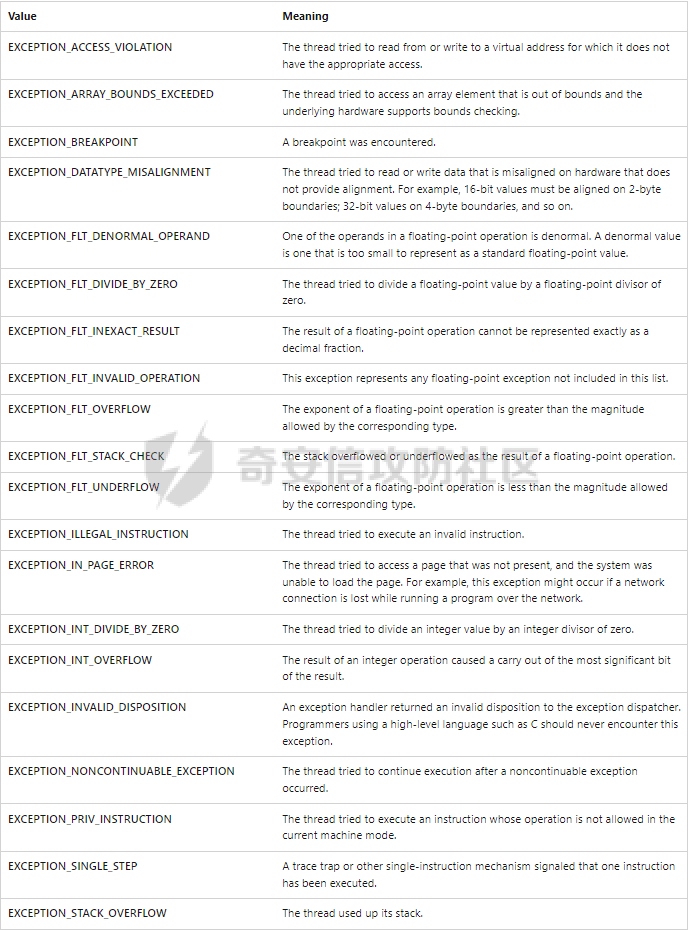 Value Meaning
EXCEPTION_ACCESS_VIOLATION The thread tried to read from or write to a virtual address for which it does not
have the appropriate access.
EXCEPTION_ARRAY_BOUNDS_EXCEEDED The thread tried to access an array element that is out of bounds and the
underlying hardware supports bounds checking.
EXCEPTION_BREAKPOINT A breakpoint was encountered.
EXCEPTION_DATATYPE_MISALIGNMENT The thread tried to read or write data that is misaligned on hardware that does
not provide alignment. For example, 16-bit values must be aligned on 2-byte
boundaries; 32-bit values on 4-byte boundaries, and so on.
EXCEPTION_FLT_DENORMAL_OPERAND One of the operands in a floating-point operation is denormal. A denormal value
is one that is too small to represent as a standard floating-point value.
EXCEPTION_FLT_DIVIDE_BY_ZERO The thread tried to divide a floating-point value by a floating-point divisor of
zero.
EXCEPTION_FLT_INEXACT_RESULT The result of a floating-point operation cannot be represented exactly as a
decimal fraction.
EXCEPTION_FLT_INVALID_OPERATION This exception represents any floating-point exception not included in this list.
EXCEPTION_FLT_OVERFLOW The exponent of a floating-point operation is greater than the magnitude
allowed by the corresponding type.
EXCEPTION_FLT_STACK_CHECK The stack overflowed or underflowed as the result of a floating-point operation.
奇安信攻防社区
EXCEPTION_FLT_UNDERFLOW The exponent of a floating-point operation is less than the magnitude allowed
by the corresponding type.
EXCEPTION_ILLEGAL_INSTRUCTION The thread tried to execute an invalid instruction.
EXCEPTION_IN_PAGE_ERROR The thread tried to access a page that was not present, and the system was
unable to load the page. For example, this exception might occur if a network
connection is lost while running a program over the network.
EXCEPTION_INT_DIVIDE_BY_ZERO The thread tried to divide an integer value by an integer divisor of zero.
EXCEPTION_INT_OVERFLOW The result of an integer operation caused a carry out of the most significant bit
of the result.
EXCEPTION_INVALID_DISPOSITION An exception handler returned an invalid disposition to the exception dispatcher.
Programmers using a high-level language such as C should never encounter this
exception.
EXCEPTION_NONCONTINUABLE_EXCEPTION The thread tried to continue execution after a noncontinuable exception
occurred.
EXCEPTION_PRIV_INSTRUCTION The thread tried to execute an instruction whose operation is not allowed in the
current machine mode.
EXCEPTION_SINGLE_STEP A trace trap or other single-instruction mechanism signaled that one instruction
has been executed.
EXCEPTION_STACK_OVERFLOW The thread used up its stack.